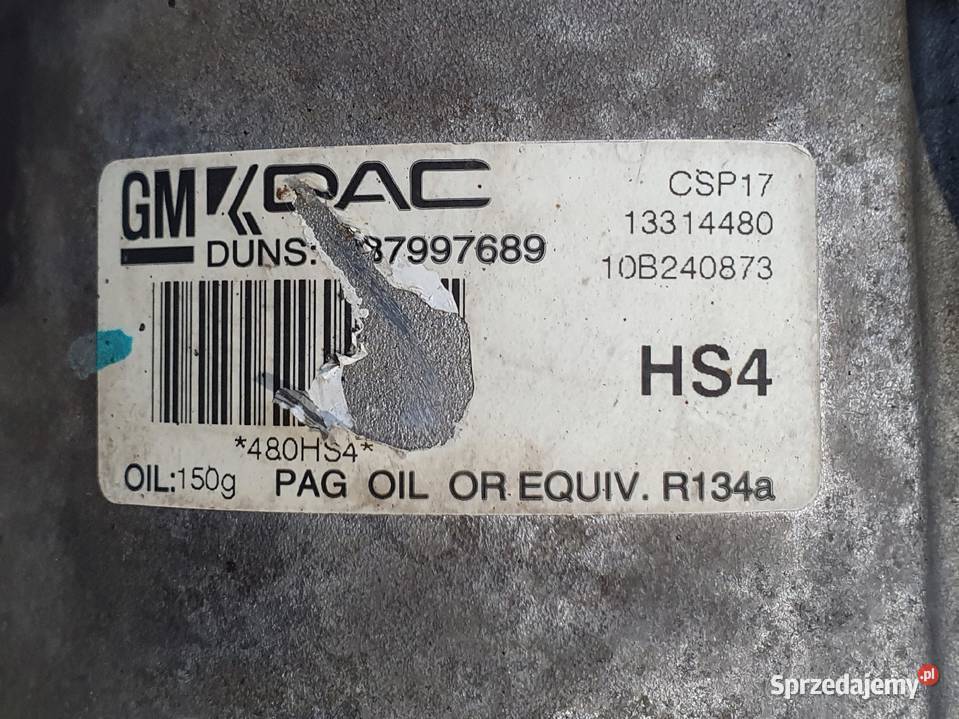 GM DAC
CSP17
13314480
DUNS: 87997689
10B240873
HS4
*480HS4*
OIL:150g PAG OIL OR EQUIV. R134a
Sprzedajemy.pl